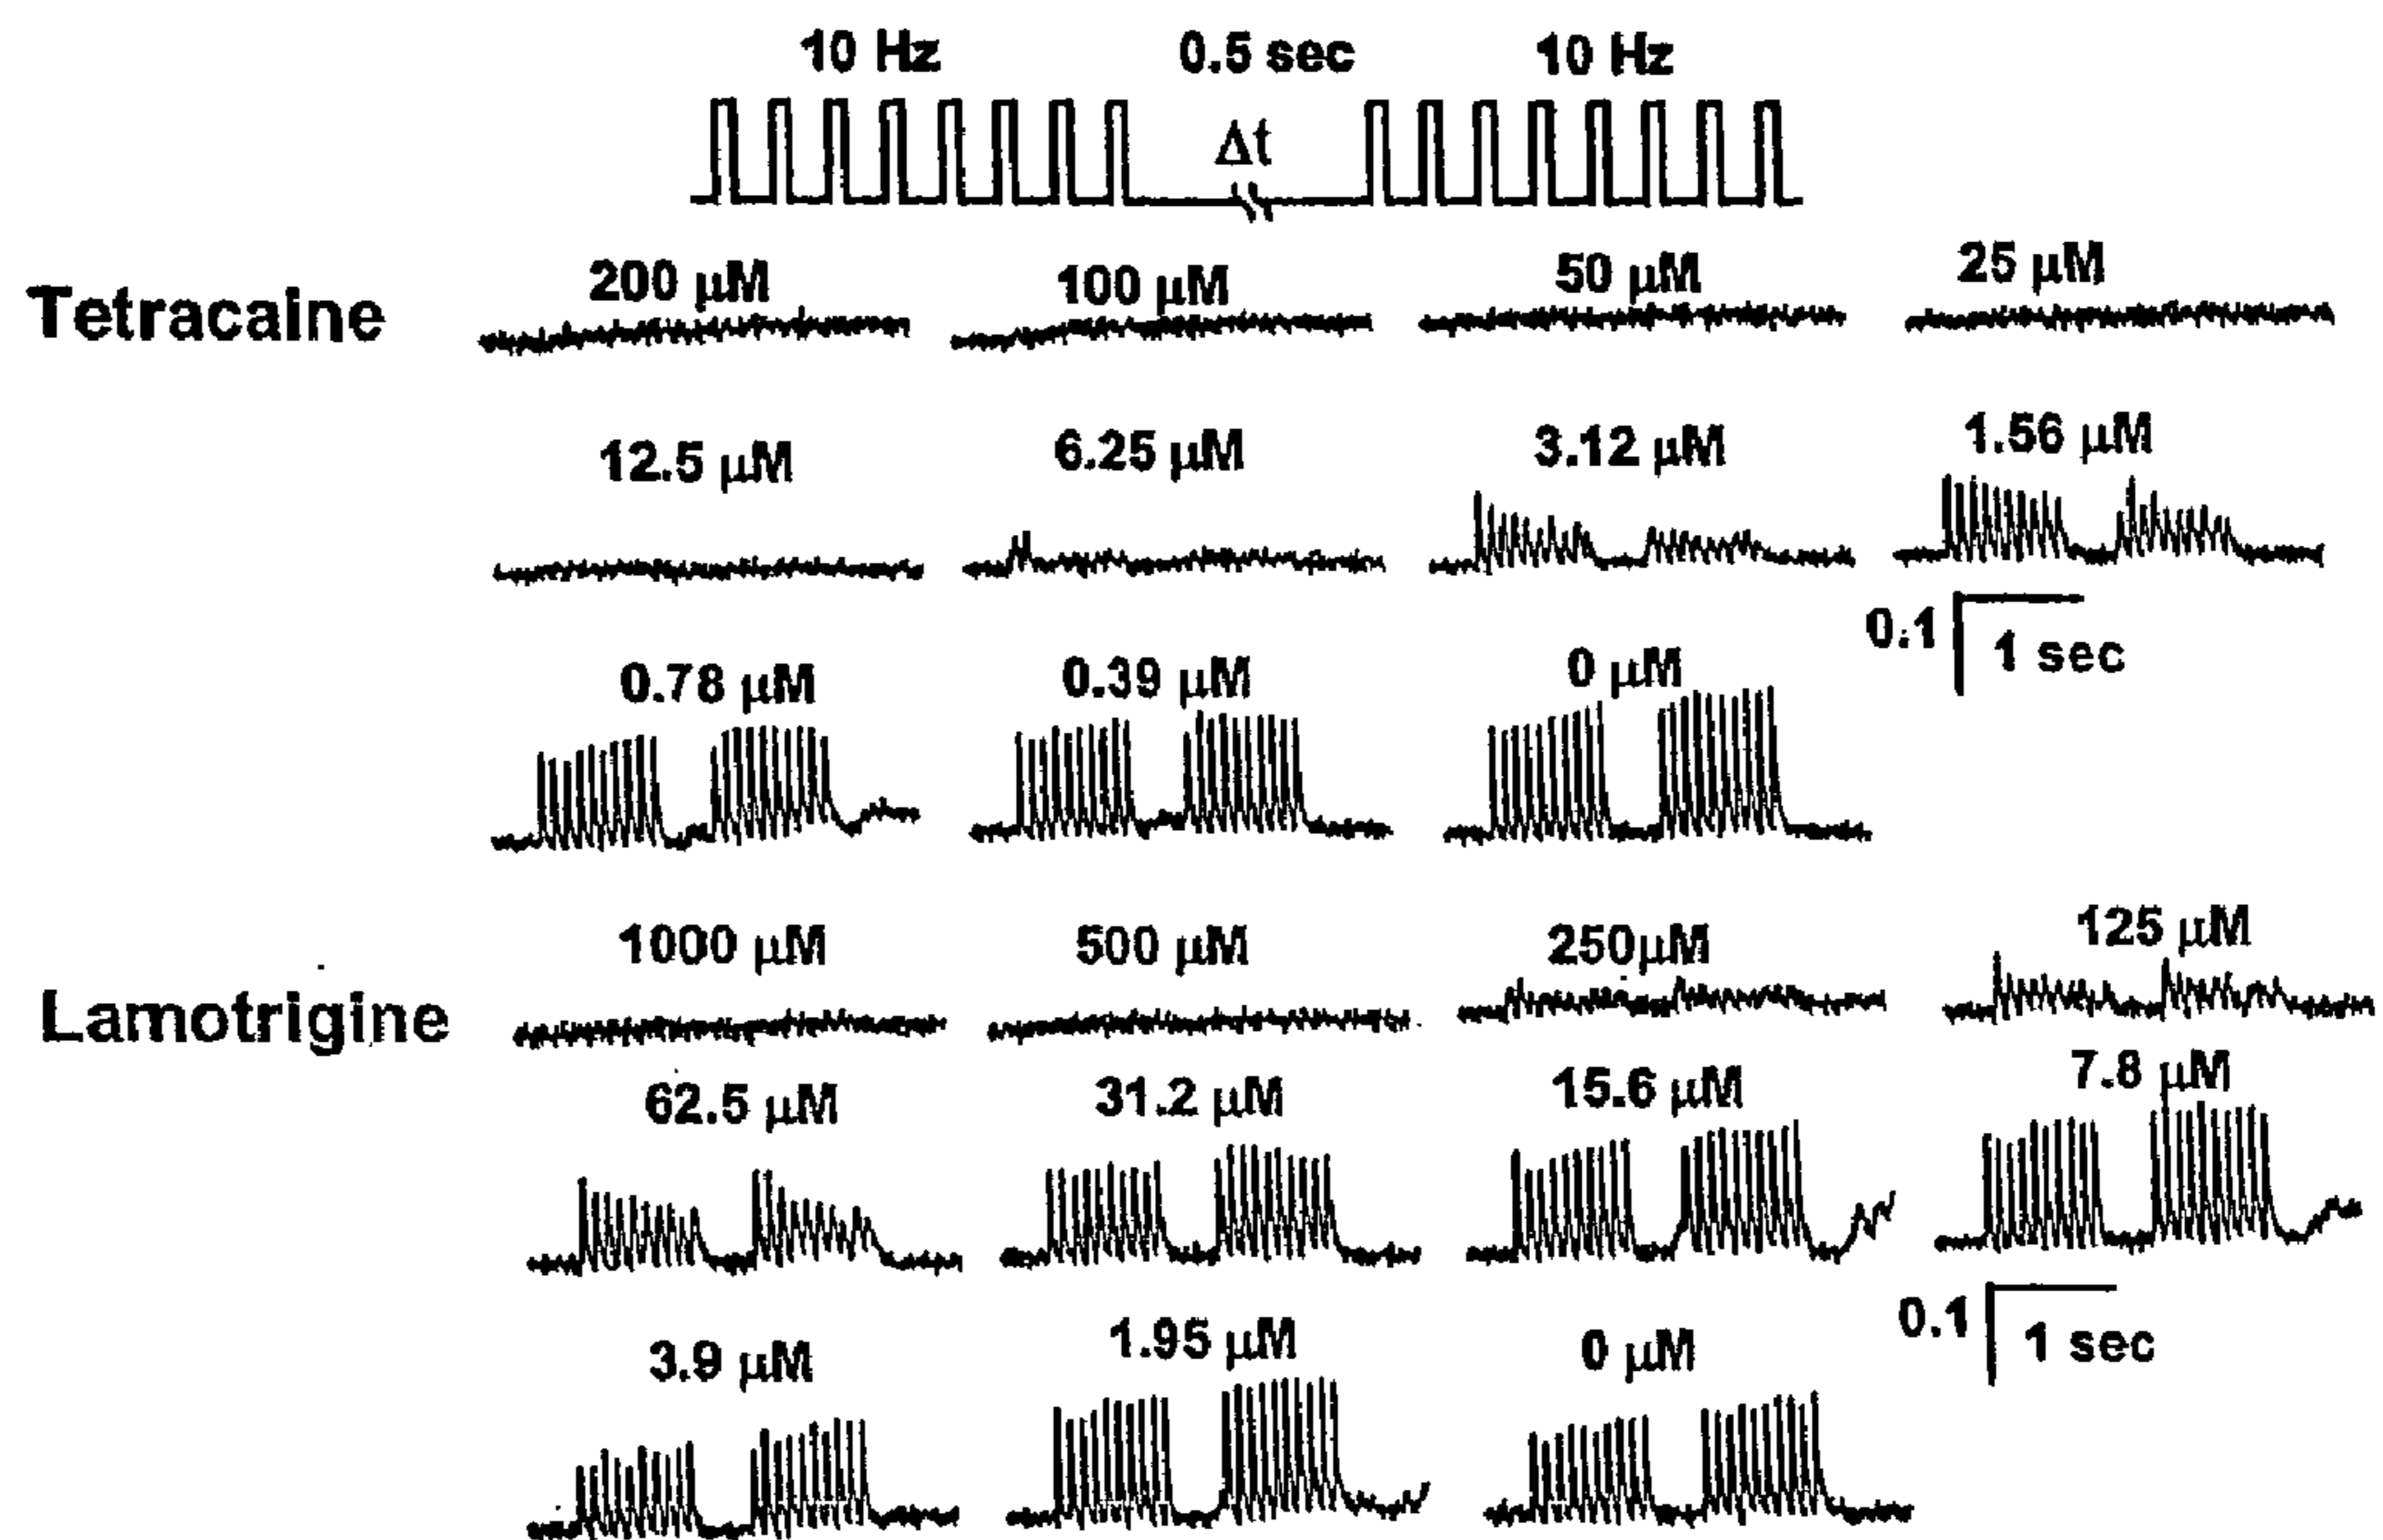 10 Hz 0.5 sec 10 Hz
Δt
Tetracaine 200 μM 100 μM 50 μM 25 μM
12.5 μM 6.25 μM 3.12 μM 1.56 μM
0.1 1 sec
0.78 μM 0.39 μM 0 μM
Lamotrigine 1000 μM 500 μM 250μM 125 μM
62.5 μM 31.2 μM 15.6 μM 7.8 μM
0.1 1 sec
3.9 μM 1.95 μM 0 μM